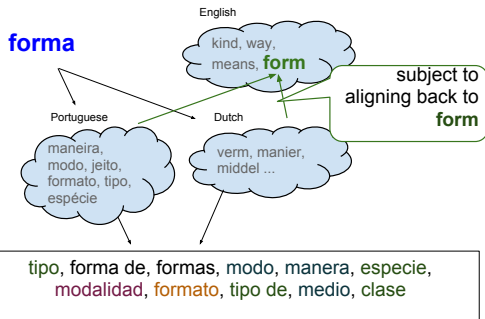 English
forma
kind, way,
means, form
subject to
aligning back to
form
Portuguese
Dutch
maneira,
modo, jeito,
formato, tipo,
espécie
verm, manier,
middel ...
tipo, forma de, formas, modo, manera, especie,
modalidad, formato, tipo de, medio, clase